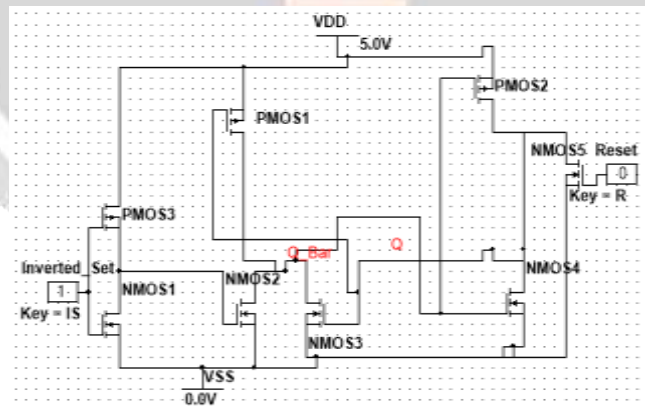 VDD
5.0V
PMOS2
PMOS1
NMOS5 Reset
0
Key = R
PMOS3
Q_Bar
Q
Inverted_Set
NMOS2
NMOS4
1
NMOS1
Key = IS
NMOS3
VSS
0.0V